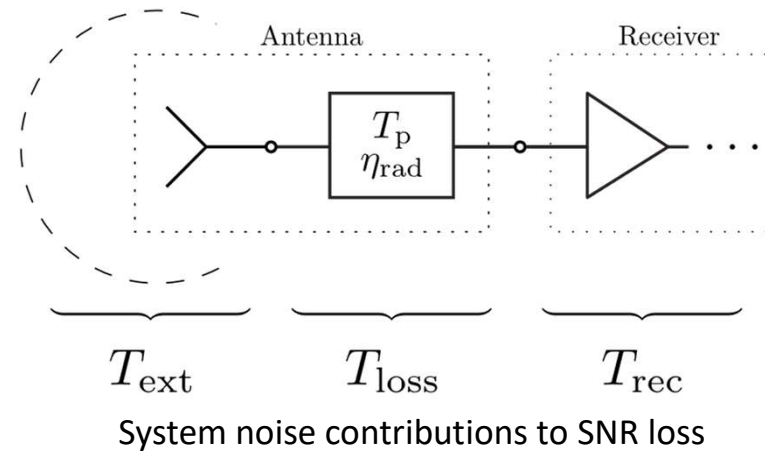 Antenna Receiver
T_p
η_rad
T_ext T_loss T_rec
System noise contributions to SNR loss